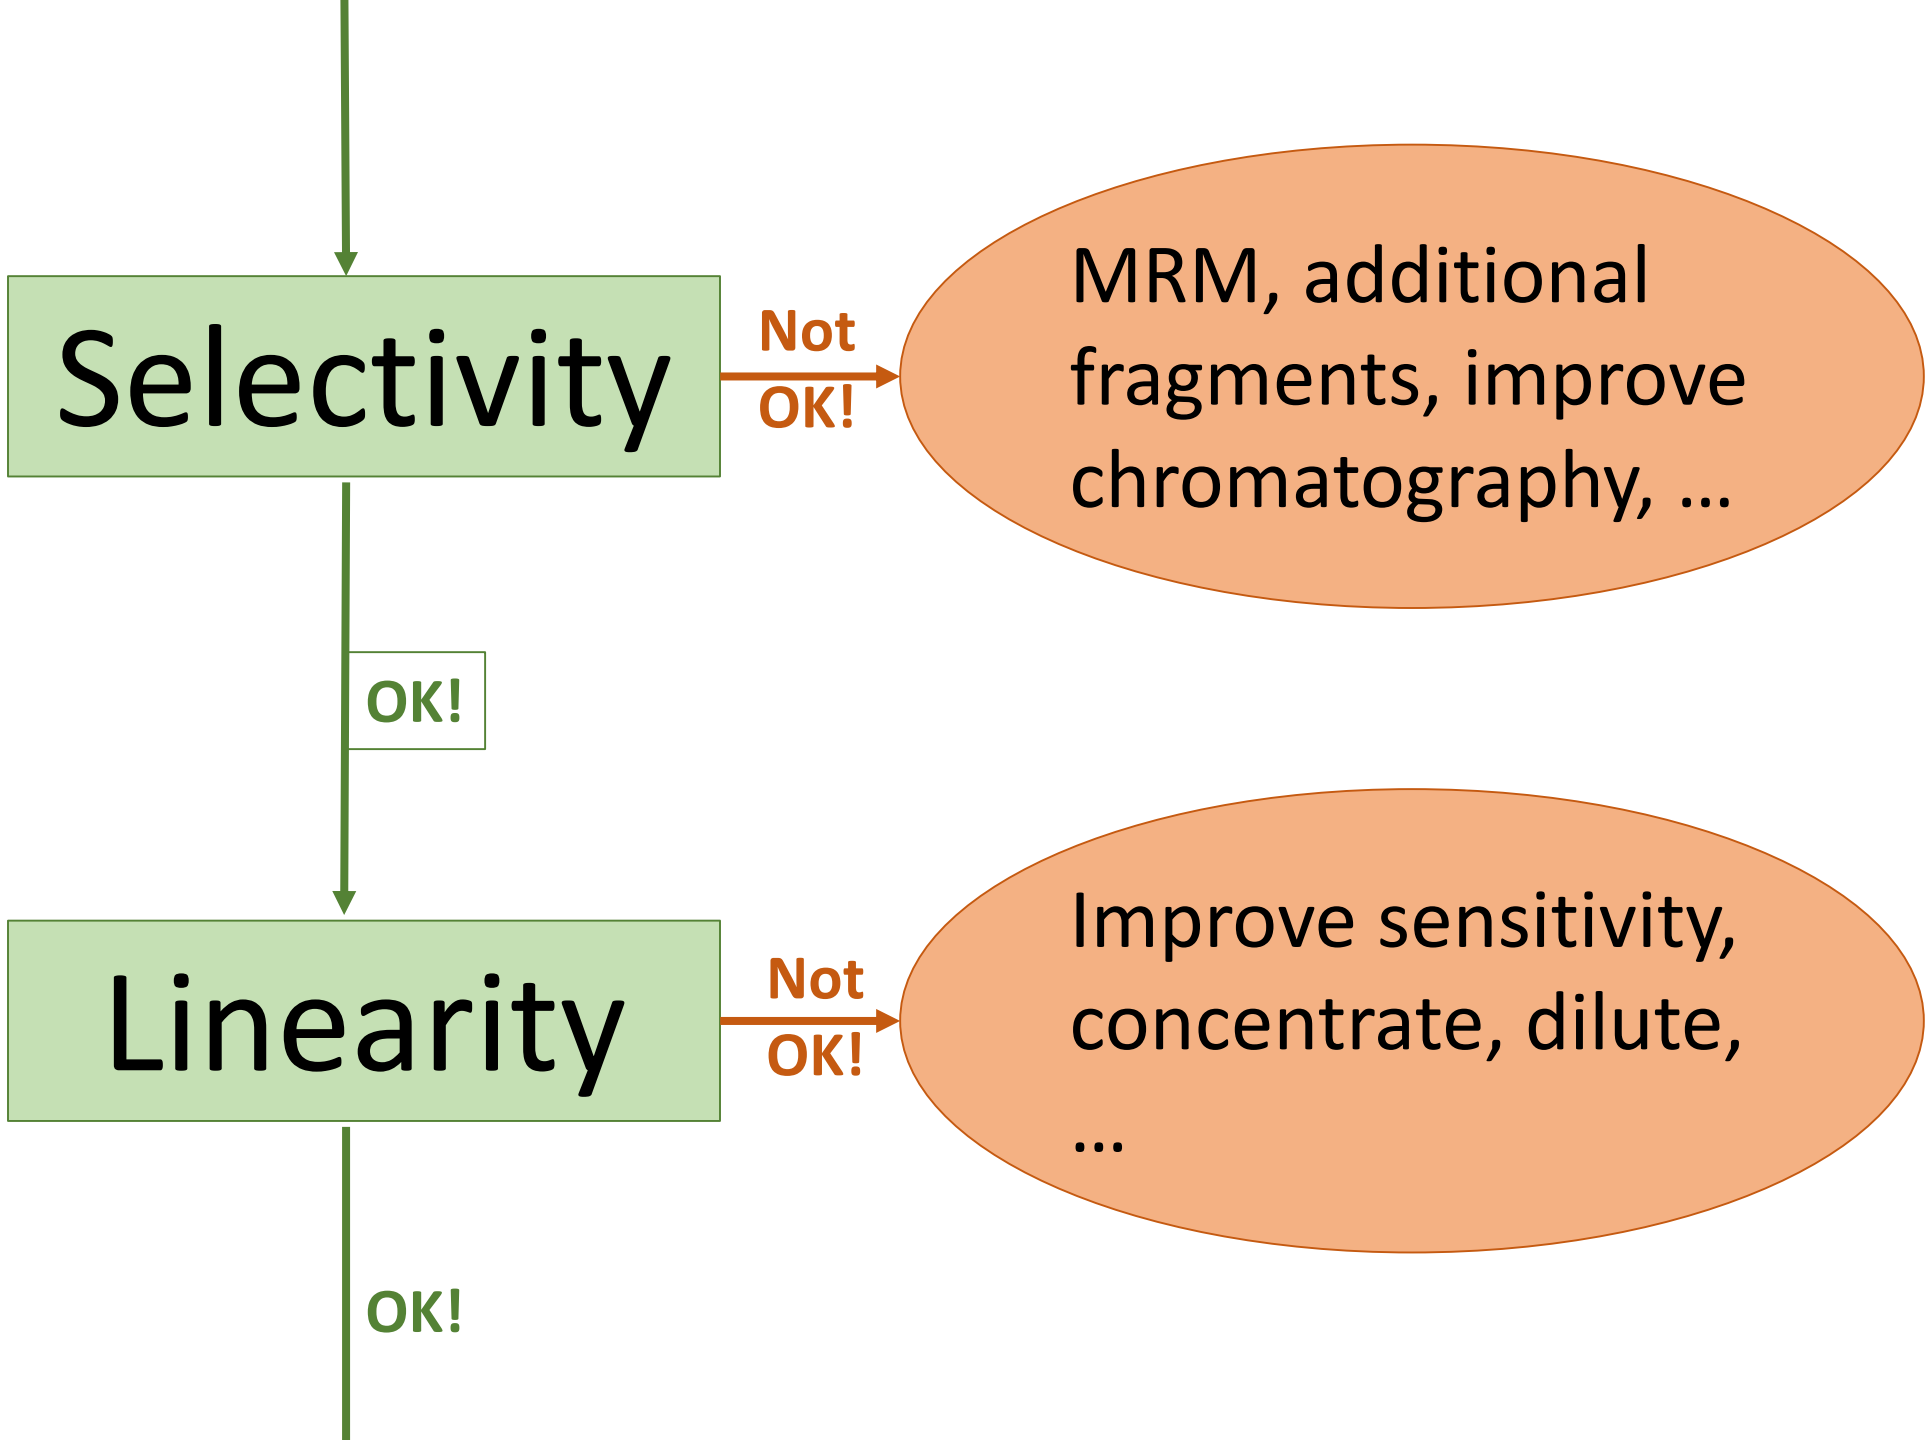 Selectivity
Not
OK!
MRM, additional
fragments, improve
chromatography, ...
OK!
Linearity
Not
OK!
Improve sensitivity,
concentrate, dilute,
...
OK!